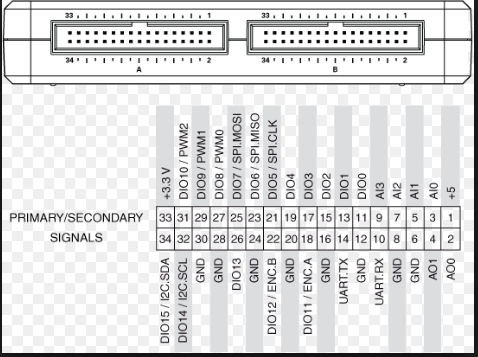 33 1 33 1
34 2 34 2
A B
+3.3 V
DIO10 / PWM2
DIO9 / PWM1
DIO8 / PWM0
DIO7 / SPI.MOSI
DIO6 / SPI.MISO
DIO5 / SPI.CLK
DIO4
DIO3
DIO2
DIO1
DIO0
AI3
AI2
AI1
AI0
+5
PRIMARY/SECONDARY 33 31 29 27 25 23 21 19 17 15 13 11 9 7 5 3 1
SIGNALS 34 32 30 28 26 24 22 20 18 16 14 12 10 8 6 4 2
DIO15 / I2C.SDA
DIO14 / I2C.SCL
GND
GND
DIO13
GND
DIO12 / ENC.B
GND
DIO11 / ENC.A
GND
UART.TX
GND
UART.RX
GND
GND
AO1
AO0